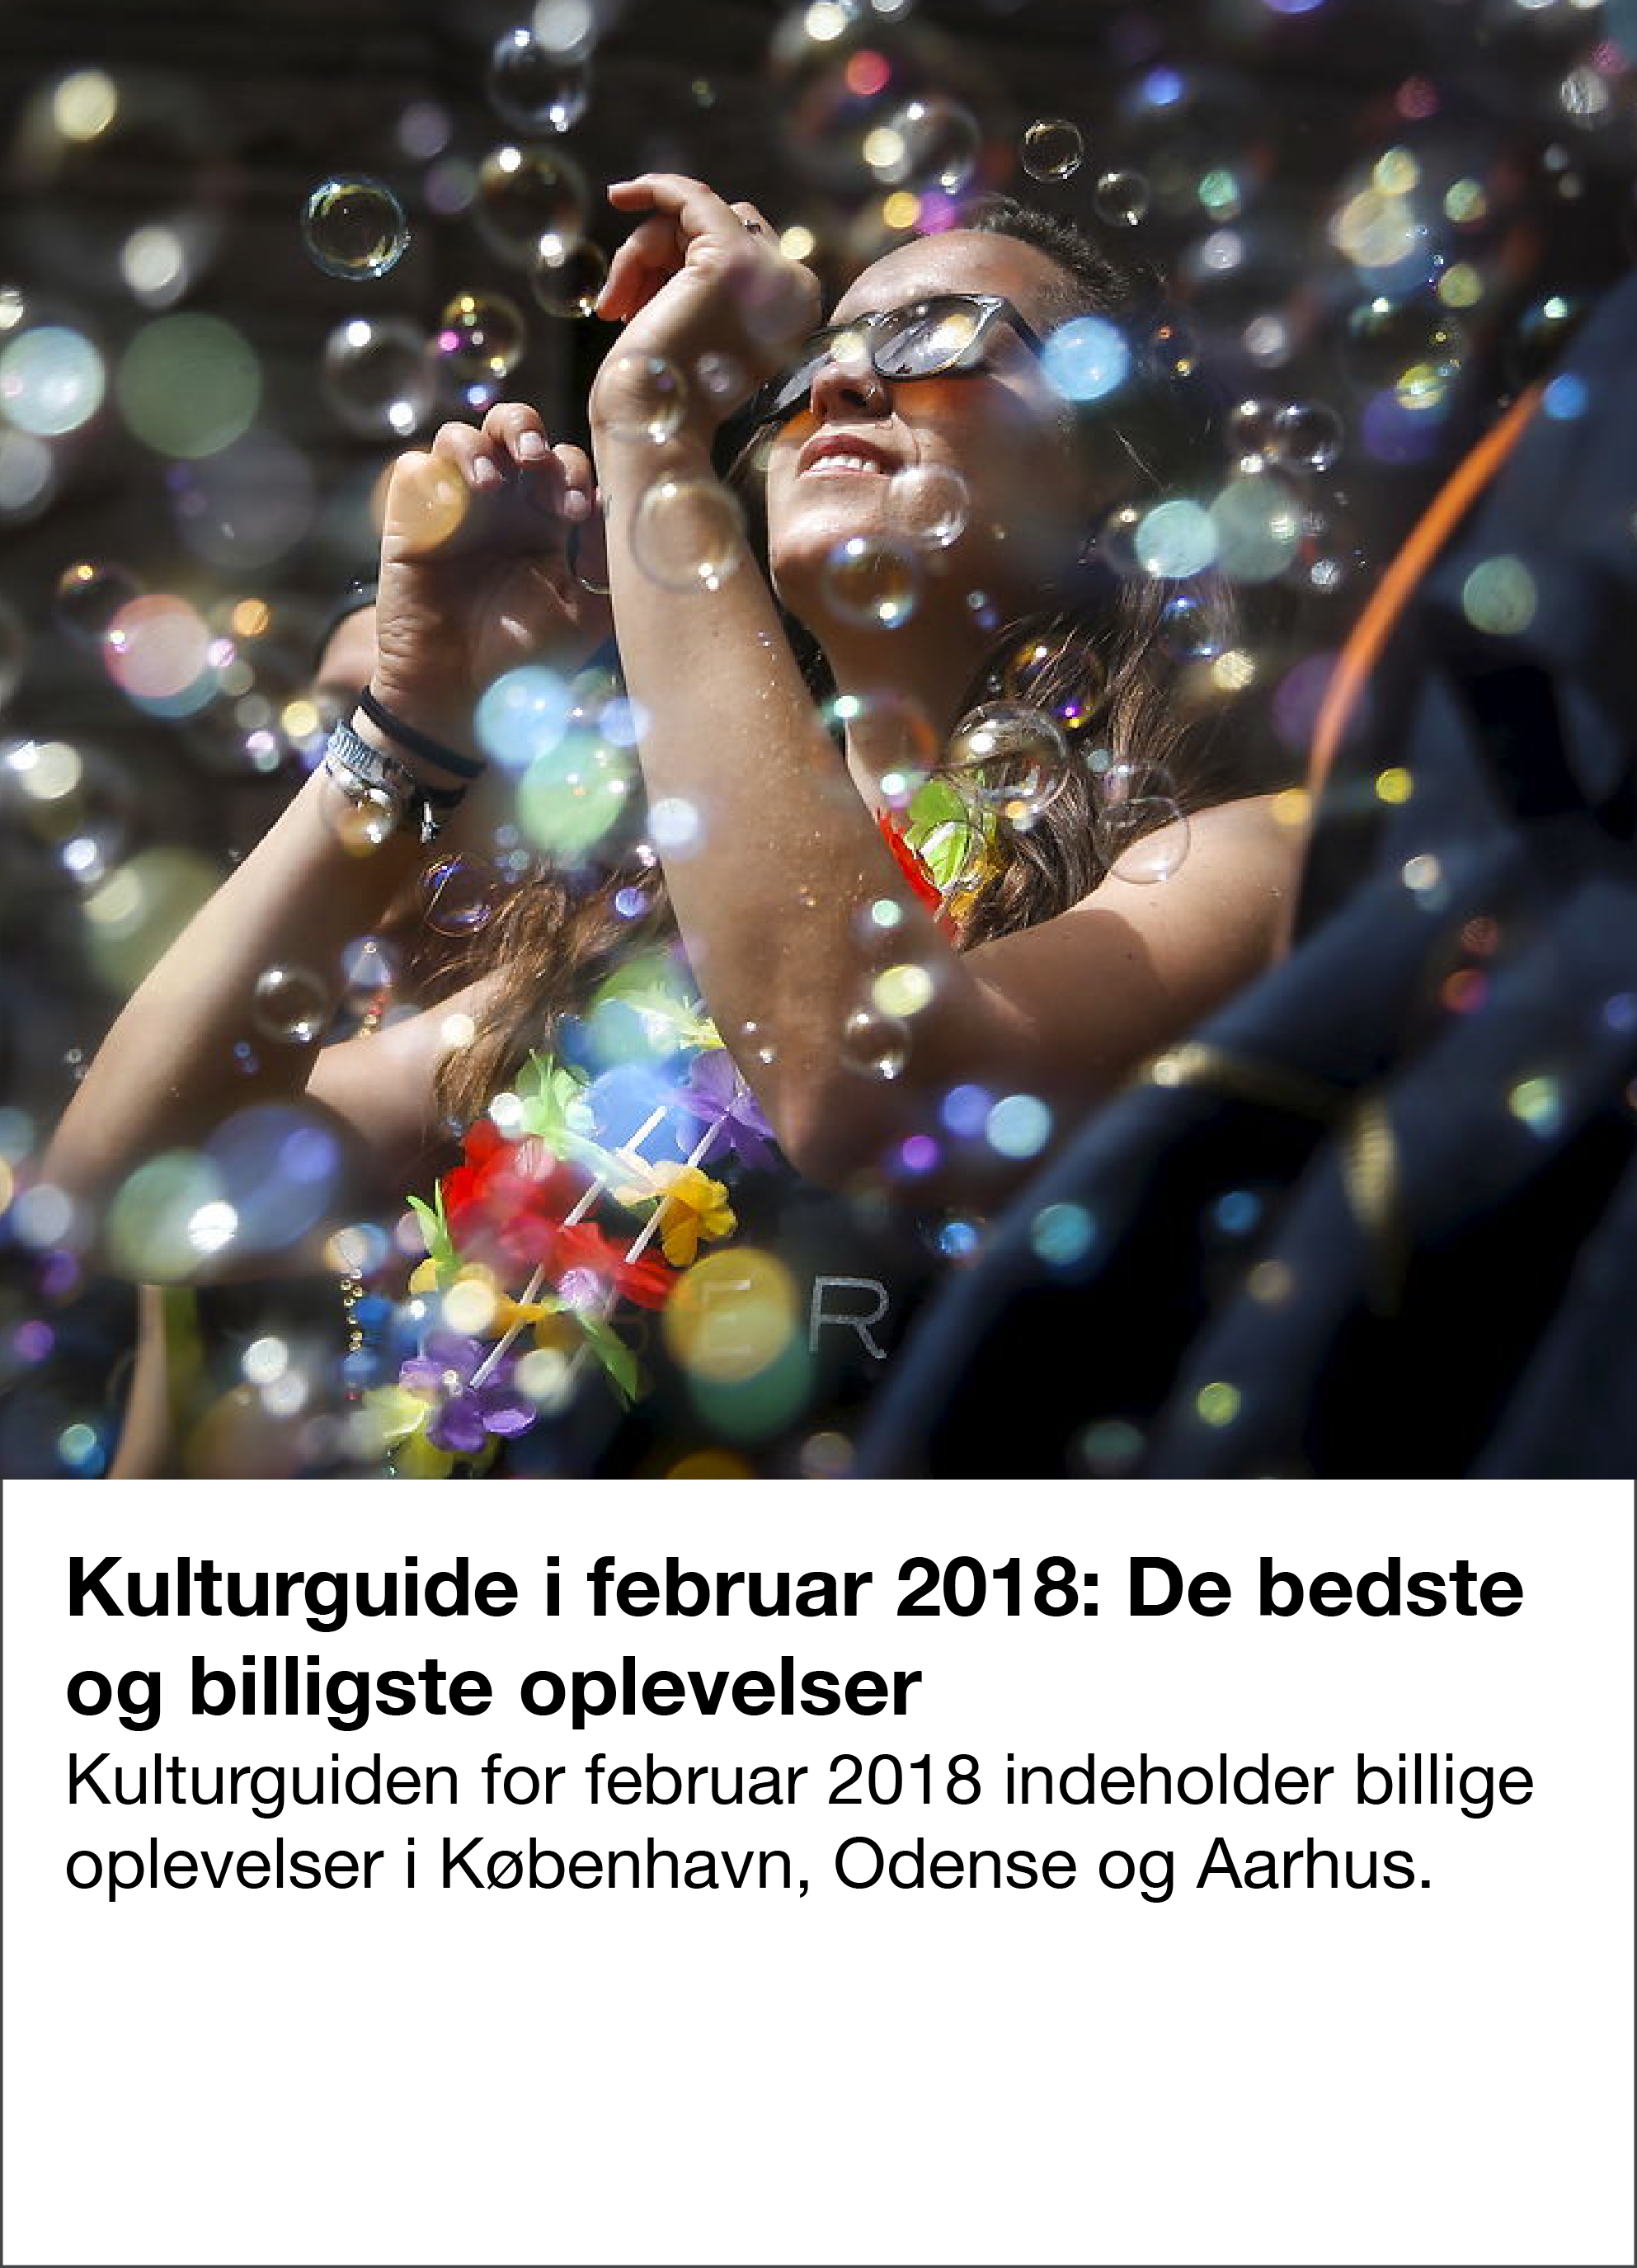 ER
Kulturguide i februar 2018: De bedste
og billigste oplevelser
Kulturguiden for februar 2018 indeholder billige
oplevelser i København, Odense og Aarhus.